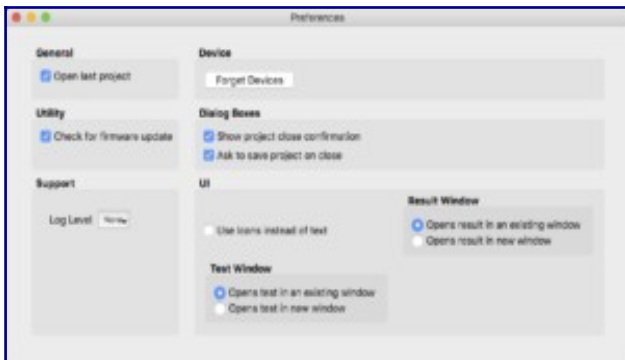 Preferences
General
Open last project
Device
Forget Devices
Utility
Check for firmware update
Dialog Boxes
Show project close confirmation
Ask to save project on close
Support
Log Level
UI
Use icons instead of text
Result Window
Opens result in an existing window
Opens result in new window
Test Window
Opens test in an existing window
Opens test in new window